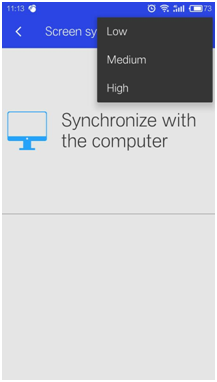 11:13 73
Screen sy
Low
Medium
High
Synchronize with
the computer